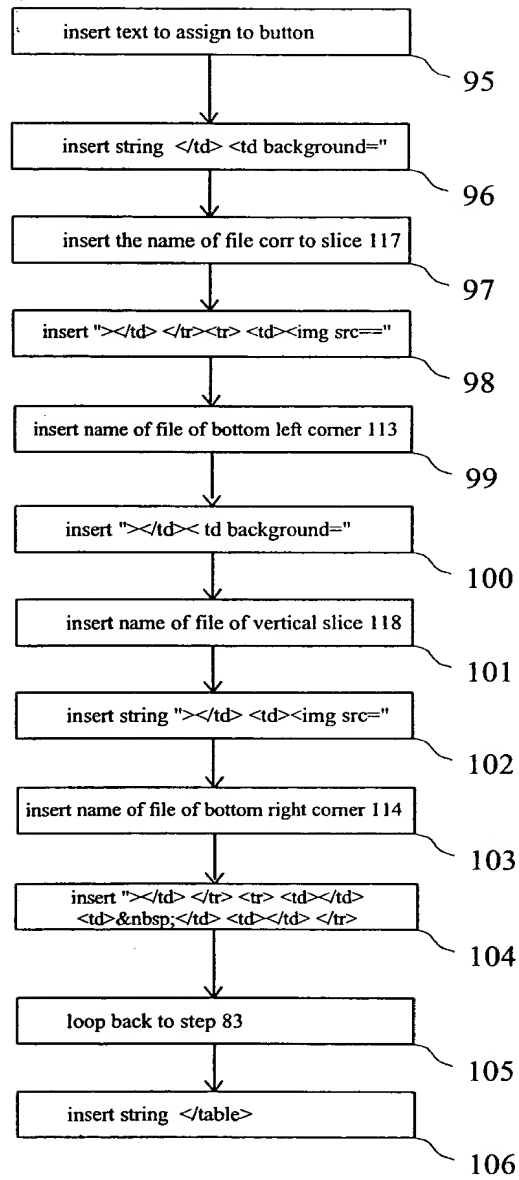 insert text to assign to button
95
insert string </td> <td background="
96
insert the name of file corr to slice 117
97
insert "></td> </tr><tr> <td><img src=="
98
insert name of file of bottom left corner 113
99
insert "></td>< td background="
100
insert name of file of vertical slice 118
101
insert string "></td> <td><img src="
102
insert name of file of bottom right corner 114
103
insert "></td> </tr> <tr> <td></td>
<td>&nbsp;</td> <td></td> </tr>
104
loop back to step 83
105
insert string </table>
106